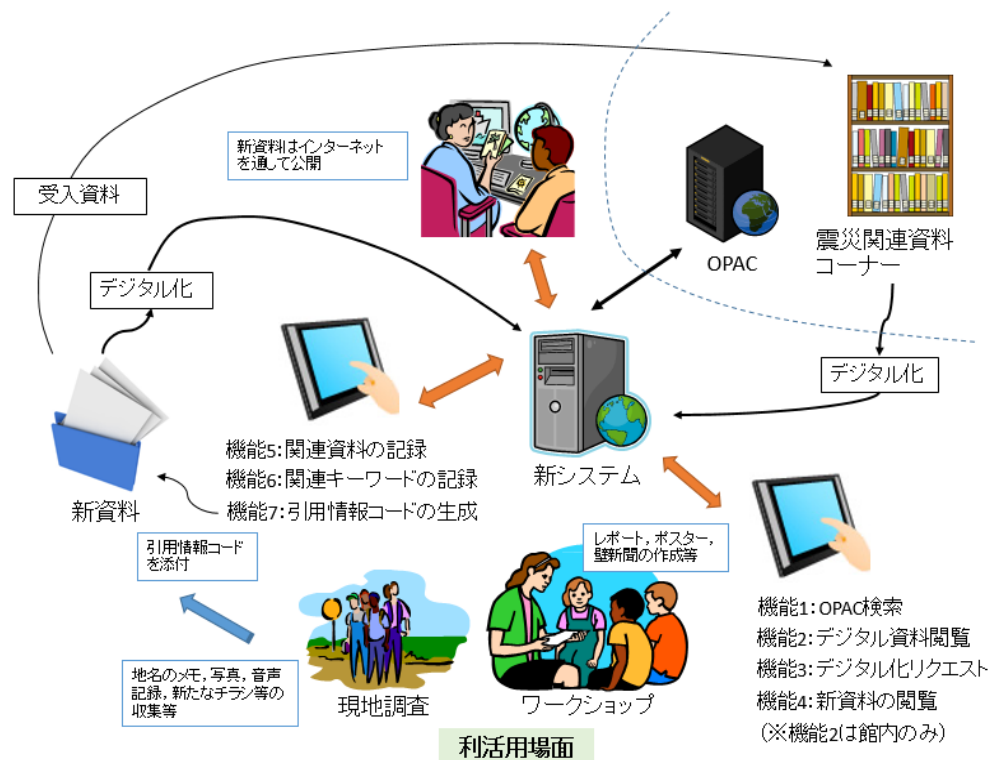 新資料はインターネット
を通して公開
受入資料
震災関連資料
コーナー
OPAC
デジタル化
デジタル化
機能5:関連資料の記録
機能6:関連キーワードの記録
機能7:引用情報コードの生成
新システム
新資料
引用情報コード
を添付
レポート，ポスター，
壁新聞の作成等
機能1:OPAC検索
機能2:デジタル資料閲覧
機能3:デジタル化リクエスト
機能4:新資料の閲覧
(※機能2は館内のみ)
地名のメモ，写真，音声
記録，新たなチラシ等の
収集等
現地調査
ワークショップ
利活用場面